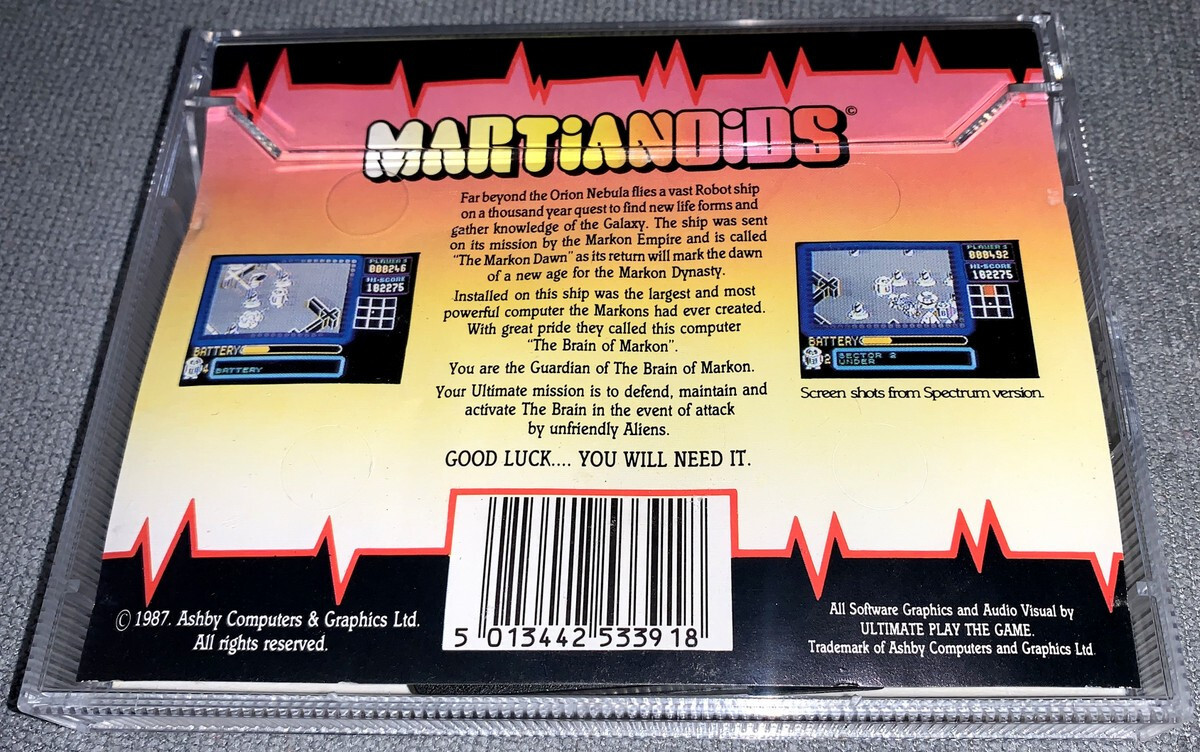 MARTiANOiDS©
Far beyond the Orion Nebula flies a vast Robot ship
on a thousand year quest to find new life forms and
gather knowledge of the Galaxy. The ship was sent
on its mission by the Markon Empire and is called
"The Markon Dawn" as its return will mark the dawn
of a new age for the Markon Dynasty.
Installed on this ship was the largest and most
powerful computer the Markons had ever created.
With great pride they called this computer
"The Brain of Markon".
You are the Guardian of The Brain of Markon.
Your Ultimate mission is to defend, maintain and
activate The Brain in the event of attack
by unfriendly Aliens.
GOOD LUCK.... YOU WILL NEED IT.
PLAYER
000246
HI-SCORE
102275
BATTERY
4 BATTERY
PLAYER
000492
HI-SCORE
102275
BATTERY
2 SECTOR 2
UNDER
Screen shots from Spectrum version.
5 013442 533918
© 1987. Ashby Computers & Graphics Ltd.
All rights reserved.
All Software Graphics and Audio Visual by
ULTIMATE PLAY THE GAME.
Trademark of Ashby Computers and Graphics Ltd.